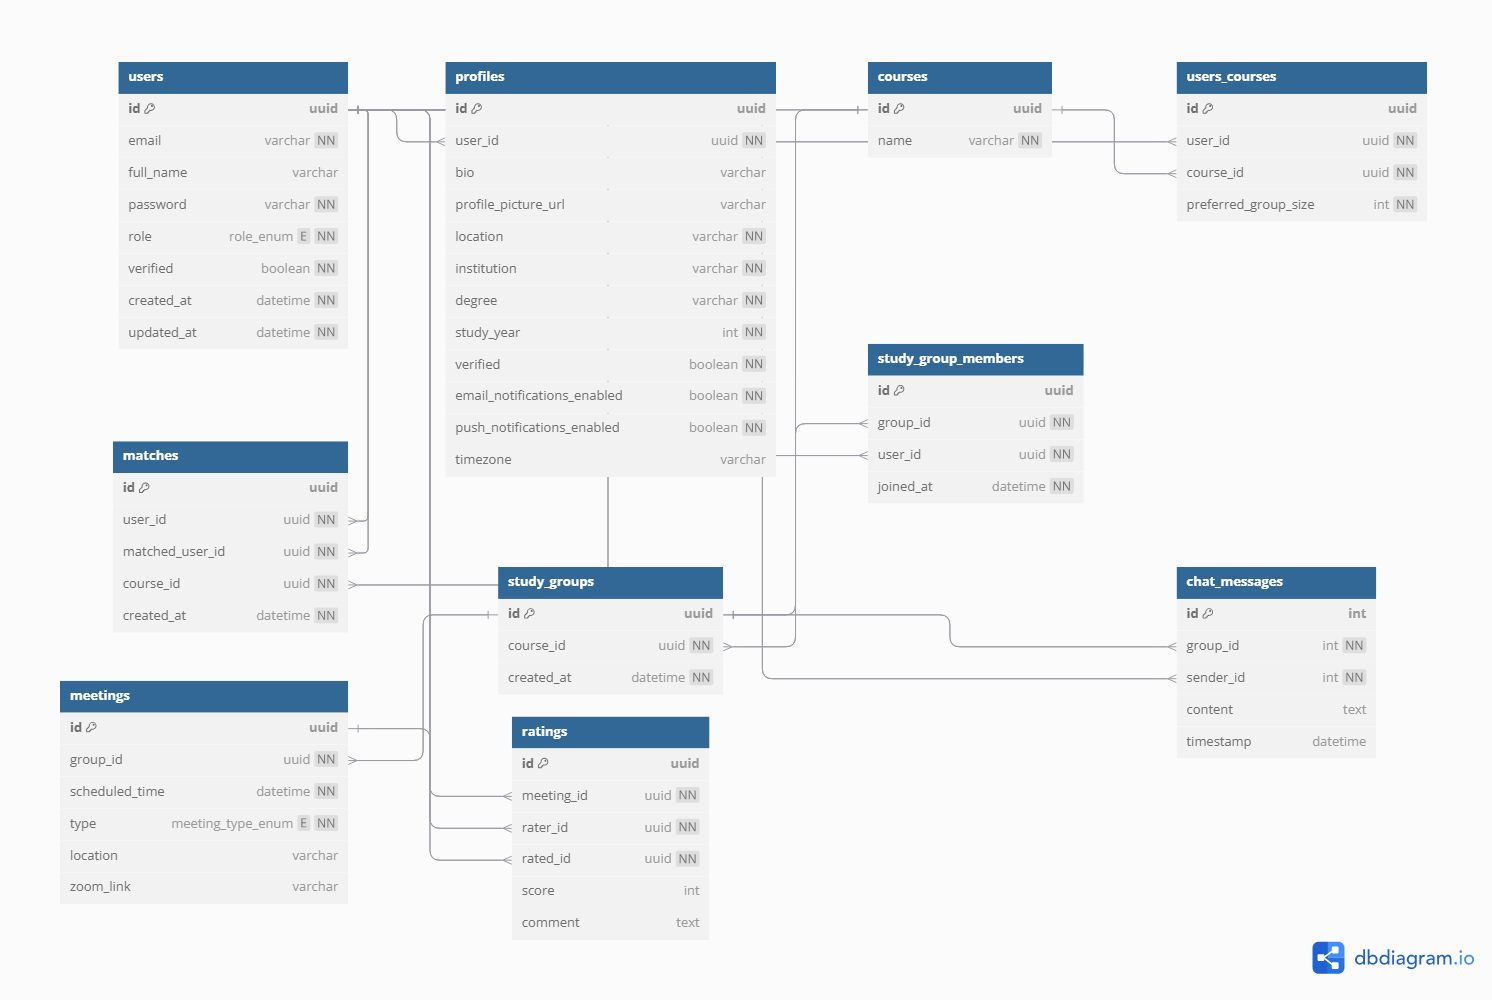 users
id uuid
email varchar NN
full_name varchar
password varchar NN
role role_enum E NN
verified boolean NN
created_at datetime NN
updated_at datetime NN
profiles
id uuid
user_id uuid NN
bio varchar
profile_picture_url varchar
location varchar NN
institution varchar NN
degree varchar NN
study_year int NN
verified boolean NN
email_notifications_enabled boolean NN
push_notifications_enabled boolean NN
timezone varchar
courses
id uuid
name varchar NN
users_courses
id uuid
user_id uuid NN
course_id uuid NN
preferred_group_size int NN
study_group_members
id uuid
group_id uuid NN
user_id uuid NN
joined_at datetime NN
matches
id uuid
user_id uuid NN
matched_user_id uuid NN
course_id uuid NN
created_at datetime NN
study_groups
id uuid
course_id uuid NN
created_at datetime NN
chat_messages
id int
group_id int NN
sender_id int NN
content text
timestamp datetime
meetings
id uuid
group_id uuid NN
scheduled_time datetime NN
type meeting_type_enum E NN
location varchar
zoom_link varchar
ratings
id uuid
meeting_id uuid NN
rater_id uuid NN
rated_id uuid NN
score int
comment text
dbdiagram.io